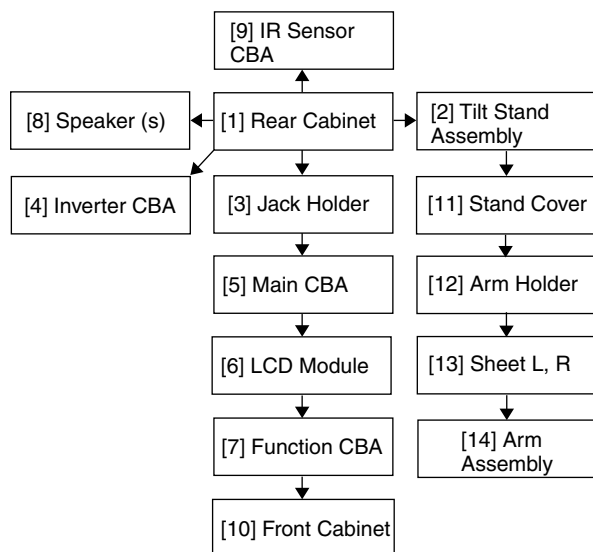 [9] IR Sensor
CBA
[8] Speaker (s)
[1] Rear Cabinet
[2] Tilt Stand
Assembly
[4] Inverter CBA
[3] Jack Holder
[11] Stand Cover
[5] Main CBA
[12] Arm Holder
[6] LCD Module
[13] Sheet L, R
[7] Function CBA
[14] Arm
Assembly
[10] Front Cabinet